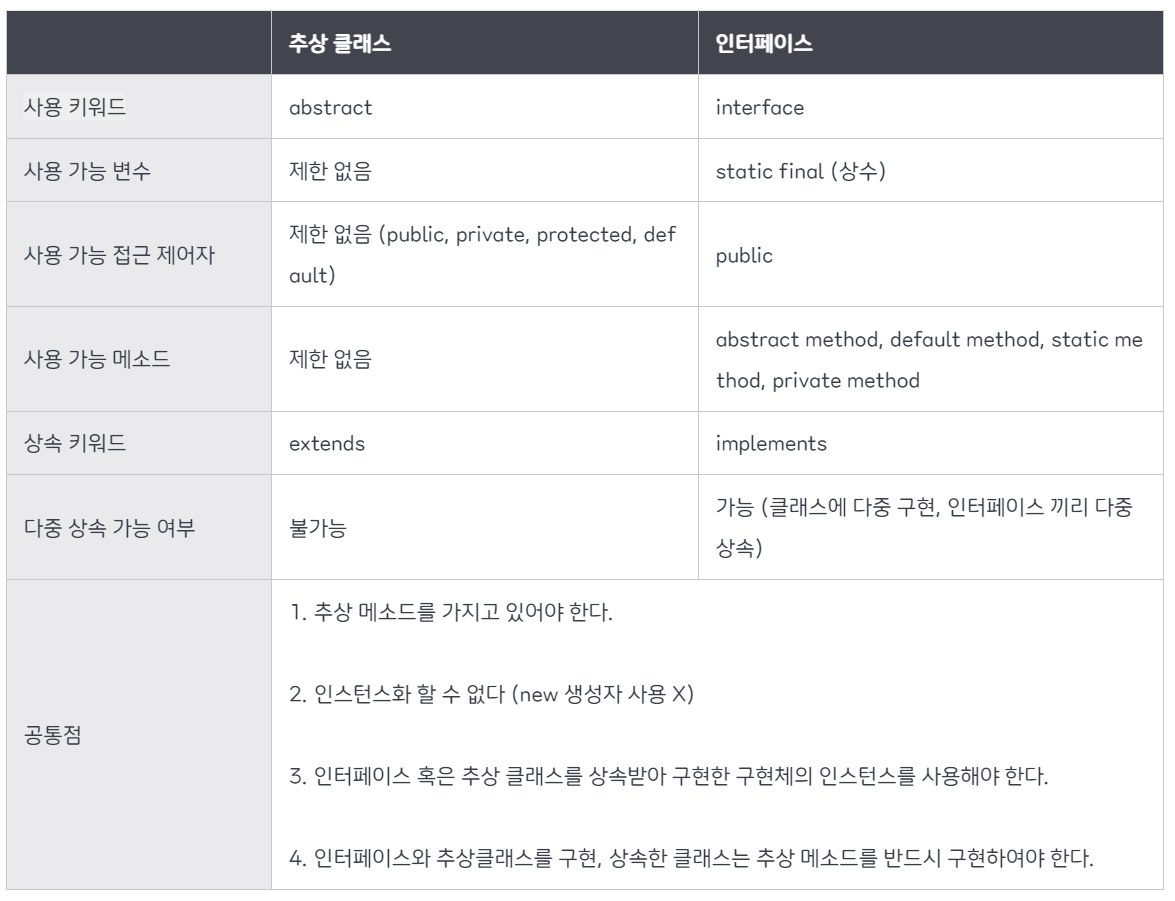 추상 클래스 인터페이스
사용 키워드 abstract interface
사용 가능 변수 제한 없음 static final (상수)
사용 가능 접근 제어자 제한 없음 (public, private, protected, def
ault) public
사용 가능 메소드 제한 없음 abstract method, default method, static me
thod, private method
상속 키워드 extends implements
다중 상속 가능 여부 불가능 가능 (클래스에 다중 구현, 인터페이스 끼리 다중
상속)
공통점
1. 추상 메소드를 가지고 있어야 한다.
2. 인스턴스화 할 수 없다 (new 생성자 사용 X)
3. 인터페이스 혹은 추상 클래스를 상속받아 구현한 구현체의 인스턴스를 사용해야 한다.
4. 인터페이스와 추상클래스를 구현, 상속한 클래스는 추상 메소드를 반드시 구현하여야 한다.